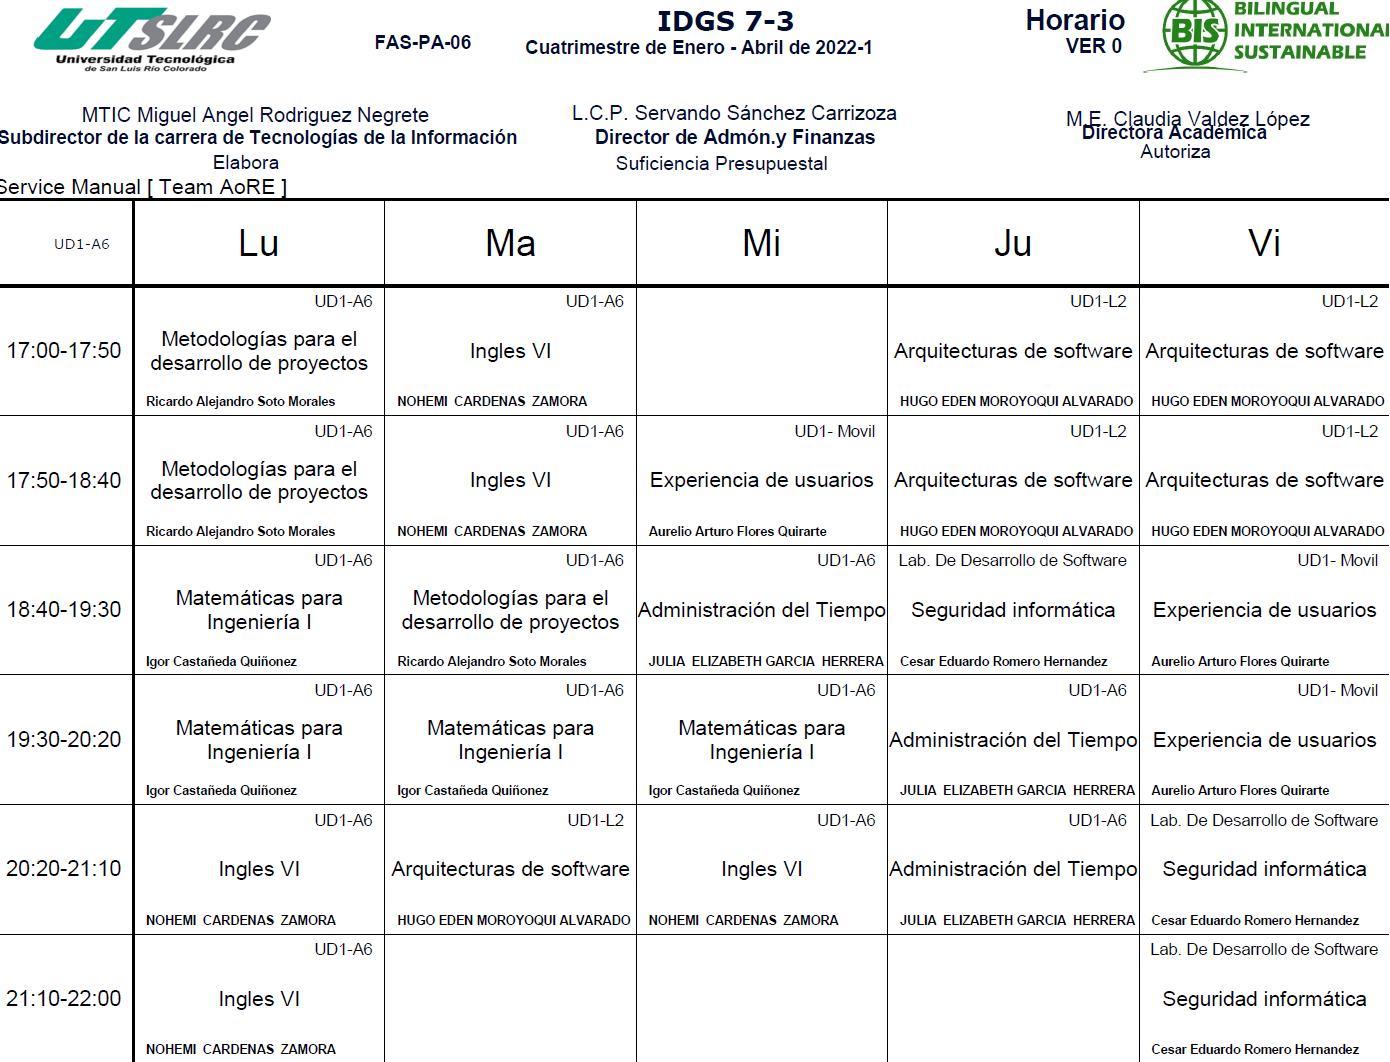 UTSLRC
Universidad Tecnológica
de San Luis Río Colorado
FAS-PA-06
IDGS 7-3
Cuatrimestre de Enero - Abril de 2022-1
Horario
VER 0
BIS
BILINGUAL
INTERNATIONAL
SUSTAINABLE
MTIC Miguel Angel Rodriguez Negrete
Subdirector de la carrera de Tecnologías de la Información
Elabora
L.C.P. Servando Sánchez Carrizoza
Director de Admón.y Finanzas
Suficiencia Presupuestal
M.E. Claudia Valdez López
Directora Académica
Autoriza
Service Manual [ Team AoRE ]
UD1-A6
Lu
Ma
Mi
Ju
Vi
17:00-17:50
UD1-A6
Metodologías para el
desarrollo de proyectos
Ricardo Alejandro Soto Morales
UD1-A6
Ingles VI
NOHEMI CARDENAS ZAMORA
UD1-L2
Arquitecturas de software
HUGO EDEN MOROYOQUI ALVARADO
UD1-L2
Arquitecturas de software
HUGO EDEN MOROYOQUI ALVARADO
17:50-18:40
UD1-A6
Metodologías para el
desarrollo de proyectos
Ricardo Alejandro Soto Morales
UD1-A6
Ingles VI
NOHEMI CARDENAS ZAMORA
UD1- Movil
Experiencia de usuarios
Aurelio Arturo Flores Quirarte
UD1-L2
Arquitecturas de software
HUGO EDEN MOROYOQUI ALVARADO
UD1-L2
Arquitecturas de software
HUGO EDEN MOROYOQUI ALVARADO
18:40-19:30
UD1-A6
Matemáticas para
Ingeniería I
Igor Castañeda Quiñonez
UD1-A6
Metodologías para el
desarrollo de proyectos
Ricardo Alejandro Soto Morales
UD1-A6
Administración del Tiempo
JULIA ELIZABETH GARCIA HERRERA
Lab. De Desarrollo de Software
Seguridad informática
Cesar Eduardo Romero Hernandez
UD1- Movil
Experiencia de usuarios
Aurelio Arturo Flores Quirarte
19:30-20:20
UD1-A6
Matemáticas para
Ingeniería I
Igor Castañeda Quiñonez
UD1-A6
Matemáticas para
Ingeniería I
Igor Castañeda Quiñonez
UD1-A6
Matemáticas para
Ingeniería I
Igor Castañeda Quiñonez
UD1-A6
Administración del Tiempo
JULIA ELIZABETH GARCIA HERRERA
UD1- Movil
Experiencia de usuarios
Aurelio Arturo Flores Quirarte
20:20-21:10
UD1-A6
Ingles VI
NOHEMI CARDENAS ZAMORA
UD1-L2
Arquitecturas de software
HUGO EDEN MOROYOQUI ALVARADO
UD1-A6
Ingles VI
NOHEMI CARDENAS ZAMORA
UD1-A6
Administración del Tiempo
JULIA ELIZABETH GARCIA HERRERA
Lab. De Desarrollo de Software
Seguridad informática
Cesar Eduardo Romero Hernandez
21:10-22:00
UD1-A6
Ingles VI
NOHEMI CARDENAS ZAMORA
Lab. De Desarrollo de Software
Seguridad informática
Cesar Eduardo Romero Hernandez